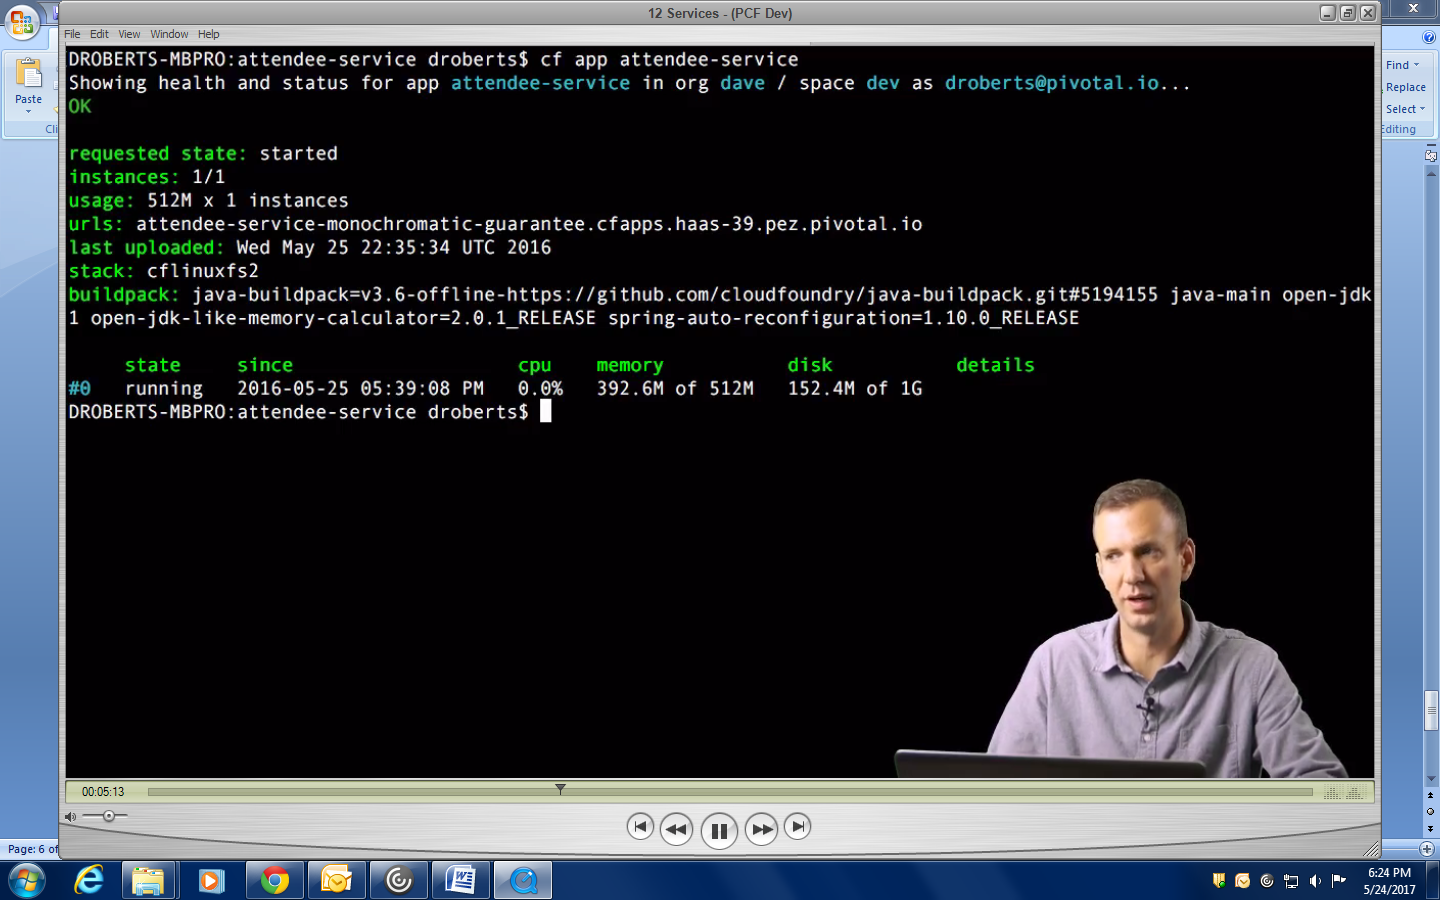 12 Services - (PCF Dev)
File Edit View Window Help
DROBERTS-MBPRO:attendee-service droberts$ cf app attendee-service
Showing health and status for app attendee-service in org dave / space dev as droberts@pivotal.io...
OK
requested state: started
instances: 1/1
usage: 512M x 1 instances
urls: attendee-service-monochromatic-guarantee.cfapps.haas-39.pez.pivotal.io
last uploaded: Wed May 25 22:35:34 UTC 2016
stack: cflinuxfs2
buildpack: java-buildpack=v3.6-offline-https://github.com/cloudfoundry/java-buildpack.git#5194155 java-main open-jdk
1 open-jdk-like-memory-calculator=2.0.1_RELEASE spring-auto-reconfiguration=1.10.0_RELEASE
state since cpu memory disk details
#0 running 2016-05-25 05:39:08 PM 0.0% 392.6M of 512M 152.4M of 1G
DROBERTS-MBPRO:attendee-service droberts$
Paste
Cli
Find
Replace
Select
Editing
00:05:13
Page: 6 of
6:24 PM
5/24/2017